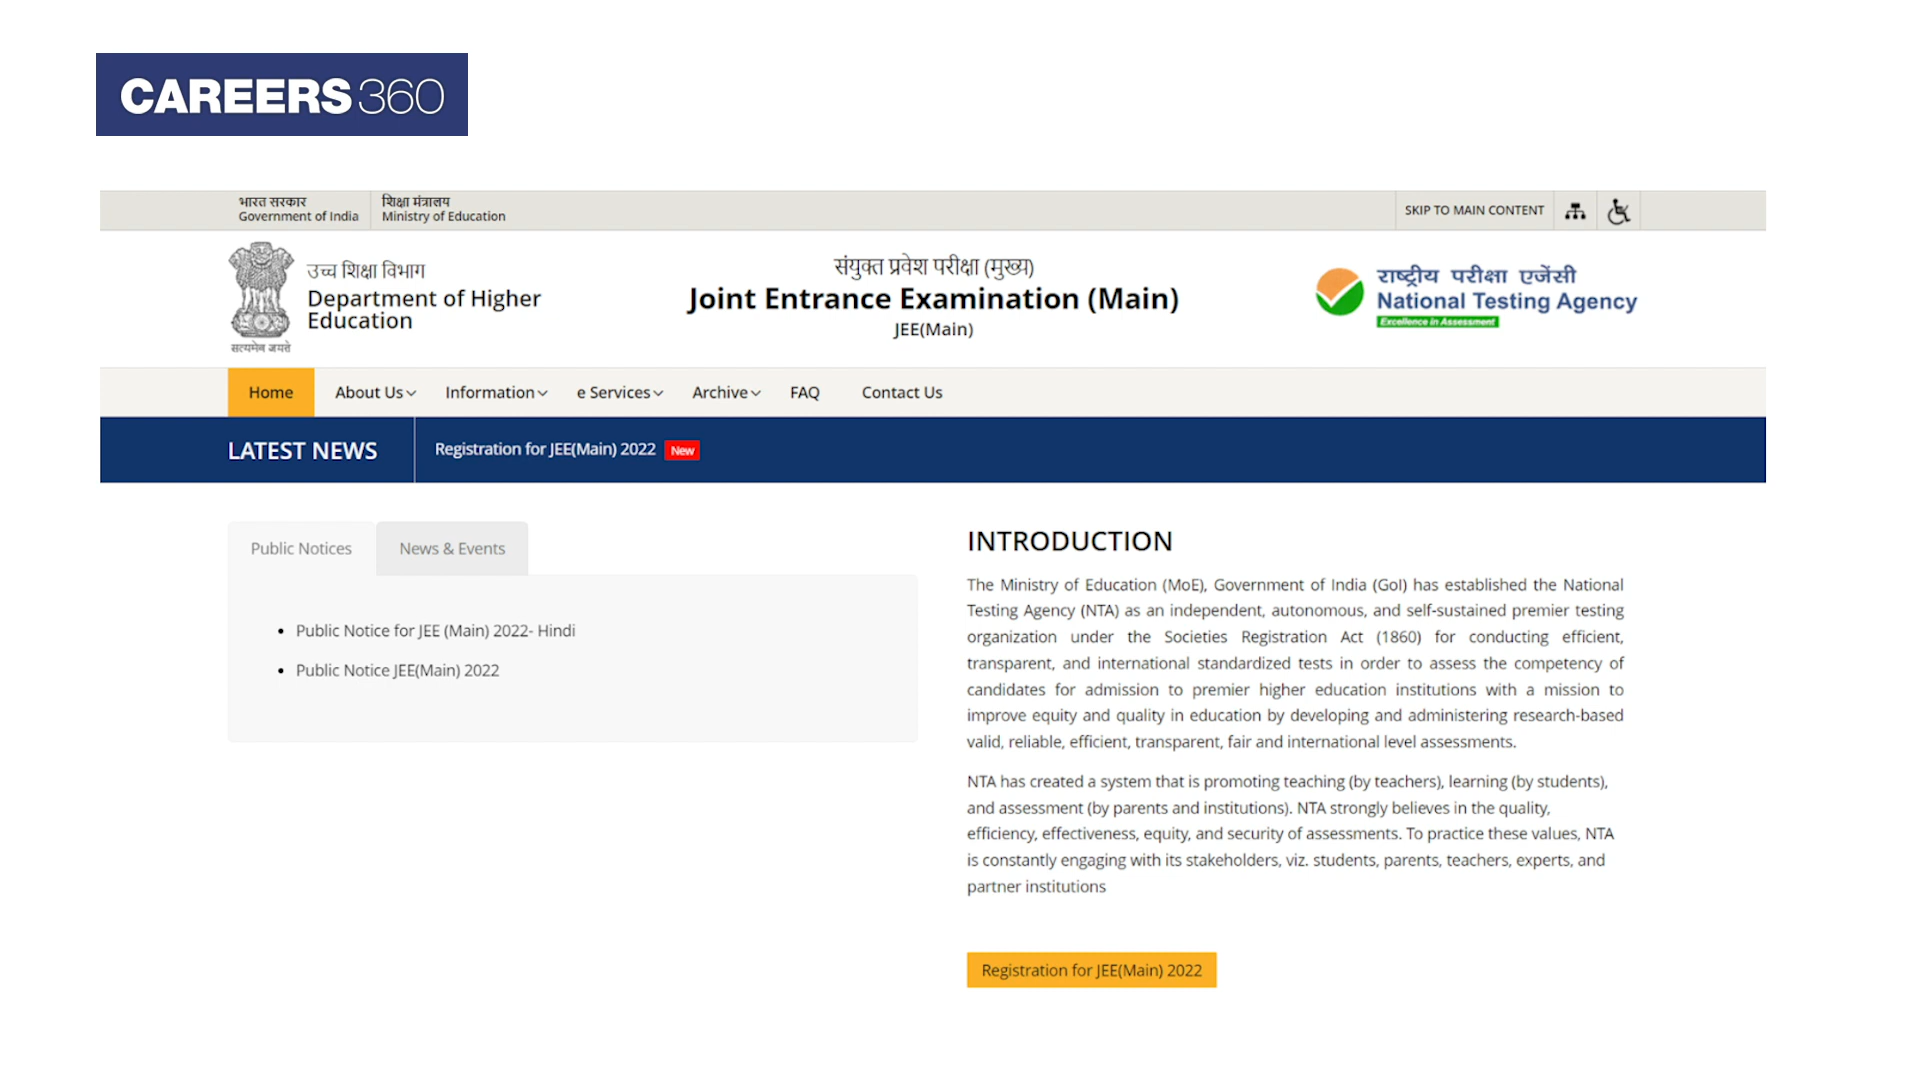 CAREERS360
भारत सरकार
Government of India
शिक्षा मंत्रालय
Ministry of Education
SKIP TO MAIN CONTENT
उच्च शिक्षा विभाग
Department of Higher
Education
सत्यमेव जयते
संयुक्त प्रवेश परीक्षा (मुख्य)
Joint Entrance Examination (Main)
JEE(Main)
राष्ट्रीय परीक्षा एजेंसी
National Testing Agency
Excellence in Assessment
Home About Us Information e Services Archive FAQ Contact Us
LATEST NEWS Registration for JEE(Main) 2022 New
Public Notices News & Events
• Public Notice for JEE (Main) 2022- Hindi
• Public Notice JEE(Main) 2022
INTRODUCTION
The Ministry of Education (MoE), Government of India (GoI) has established the National
Testing Agency (NTA) as an independent, autonomous, and self-sustained premier testing
organization under the Societies Registration Act (1860) for conducting efficient,
transparent, and international standardized tests in order to assess the competency of
candidates for admission to premier higher education institutions with a mission to
improve equity and quality in education by developing and administering research-based
valid, reliable, efficient, transparent, fair and international level assessments.
NTA has created a system that is promoting teaching (by teachers), learning (by students),
and assessment (by parents and institutions). NTA strongly believes in the quality,
efficiency, effectiveness, equity, and security of assessments. To practice these values, NTA
is constantly engaging with its stakeholders, viz. students, parents, teachers, experts, and
partner institutions
Registration for JEE(Main) 2022